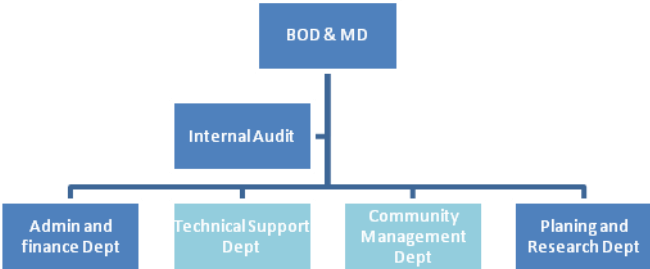 BOD & MD
Internal Audit
Admin and
finance Dept
Technical Support
Dept
Community
Management
Dept
Planing and
Research Dept